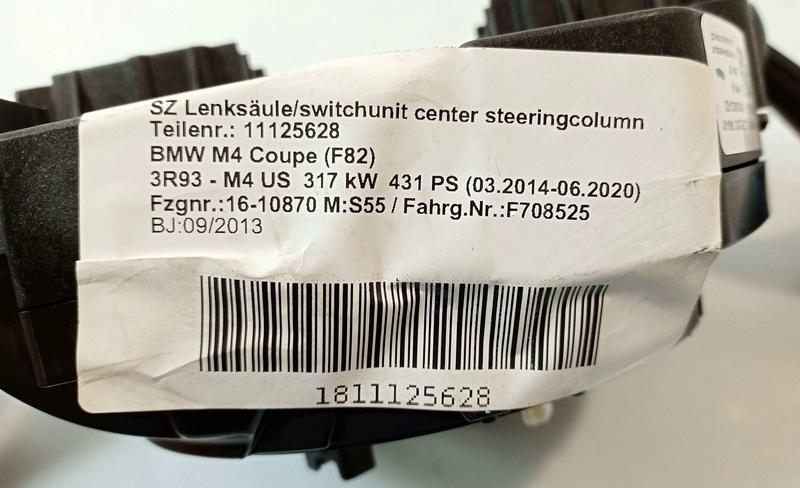 SZ Lenksäule/switchunit center steeringcolumn
Teilenr.: 11125628
BMW M4 Coupe (F82)
3R93 - M4 US 317 kW 431 PS (03.2014-06.2020)
Fzgnr.:16-10870 M:S55 / Fahrg.Nr.:F708525
BJ:09/2013
1811125628